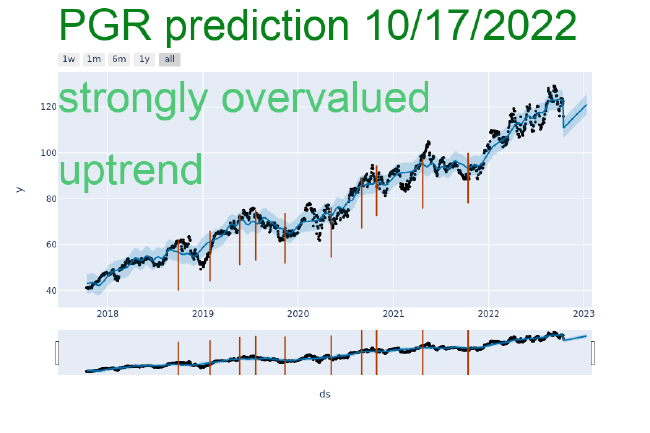 PGR prediction 10/17/2022
1w 1m 6m 1y all
strongly overvalued
uptrend
120
100
80
60
40
y
2018 2019 2020 2021 2022 2023
ds